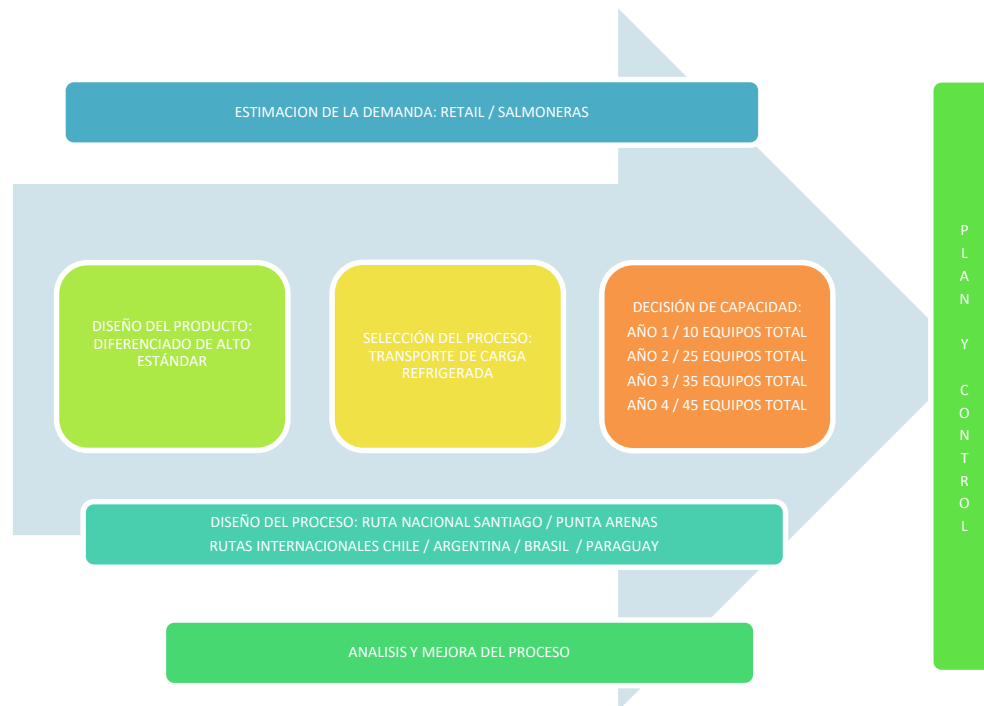 ESTIMACION DE LA DEMANDA: RETAIL / SALMONERAS
DISEÑO DEL PRODUCTO:
DIFERENCIADO DE ALTO
ESTÁNDAR
SELECCIÓN DEL PROCESO:
TRANSPORTE DE CARGA
REFRIGERADA
DECISIÓN DE CAPACIDAD:
AÑO 1 / 10 EQUIPOS TOTAL
AÑO 2 / 25 EQUIPOS TOTAL
AÑO 3 / 35 EQUIPOS TOTAL
AÑO 4 / 45 EQUIPOS TOTAL
DISEÑO DEL PROCESO: RUTA NACIONAL SANTIAGO / PUNTA ARENAS
RUTAS INTERNACIONALES CHILE / ARGENTINA / BRASIL  / PARAGUAY
ANALISIS Y MEJORA DEL PROCESO
PLAN Y CONTROL